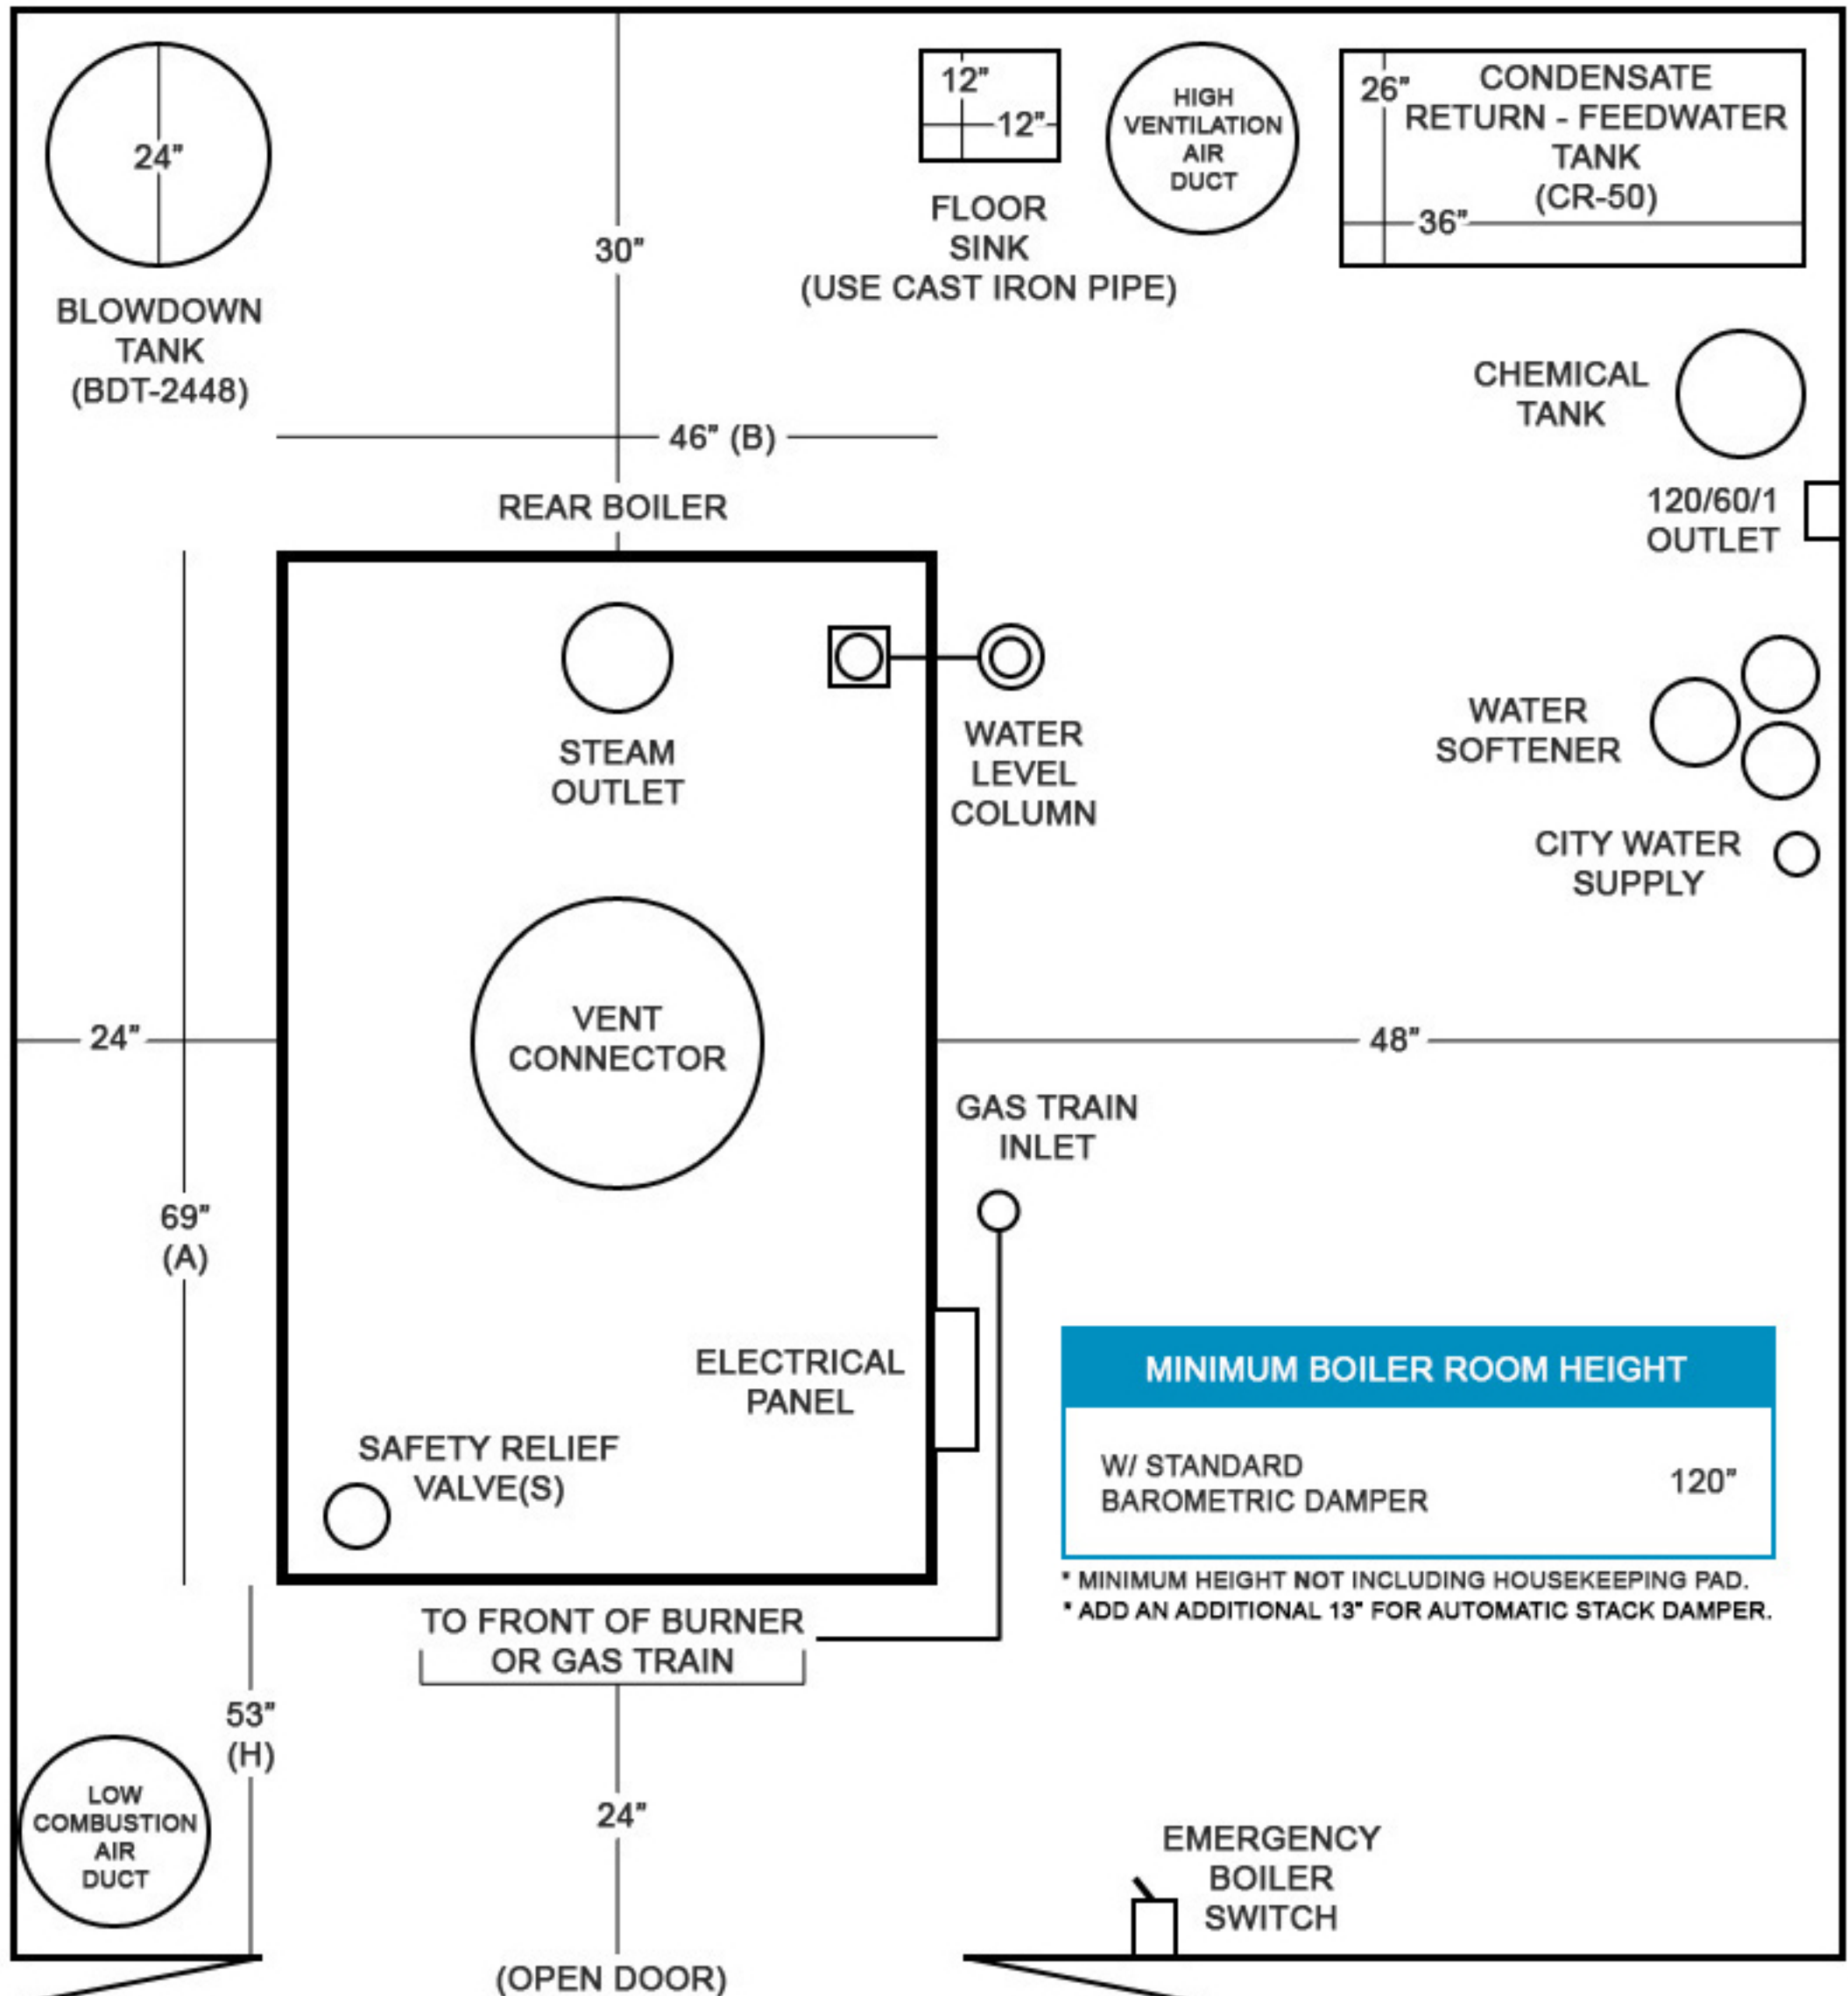 24”
BLOWDOWN
TANK
(BDT-2448)
30”
12”
12”
FLOOR
SINK
(USE CAST IRON PIPE)
HIGH
VENTILATION
AIR
DUCT
26”
CONDENSATE
RETURN - FEEDWATER
TANK
(CR-50)
36”
46” (B)
REAR BOILER
CHEMICAL
TANK
120/60/1
OUTLET
STEAM
OUTLET
WATER
LEVEL
COLUMN
WATER
SOFTENER
CITY WATER
SUPPLY
24”
VENT
CONNECTOR
48”
69”
(A)
GAS TRAIN
INLET
ELECTRICAL
PANEL
SAFETY RELIEF
VALVE(S)
MINIMUM BOILER ROOM HEIGHT
W/ STANDARD
BAROMETRIC DAMPER
120”
* MINIMUM HEIGHT NOT INCLUDING HOUSEKEEPING PAD.
* ADD AN ADDITIONAL 13" FOR AUTOMATIC STACK DAMPER.
TO FRONT OF BURNER
OR GAS TRAIN
53”
(H)
LOW
COMBUSTION
AIR
DUCT
24”
EMERGENCY
BOILER
SWITCH
(OPEN DOOR)